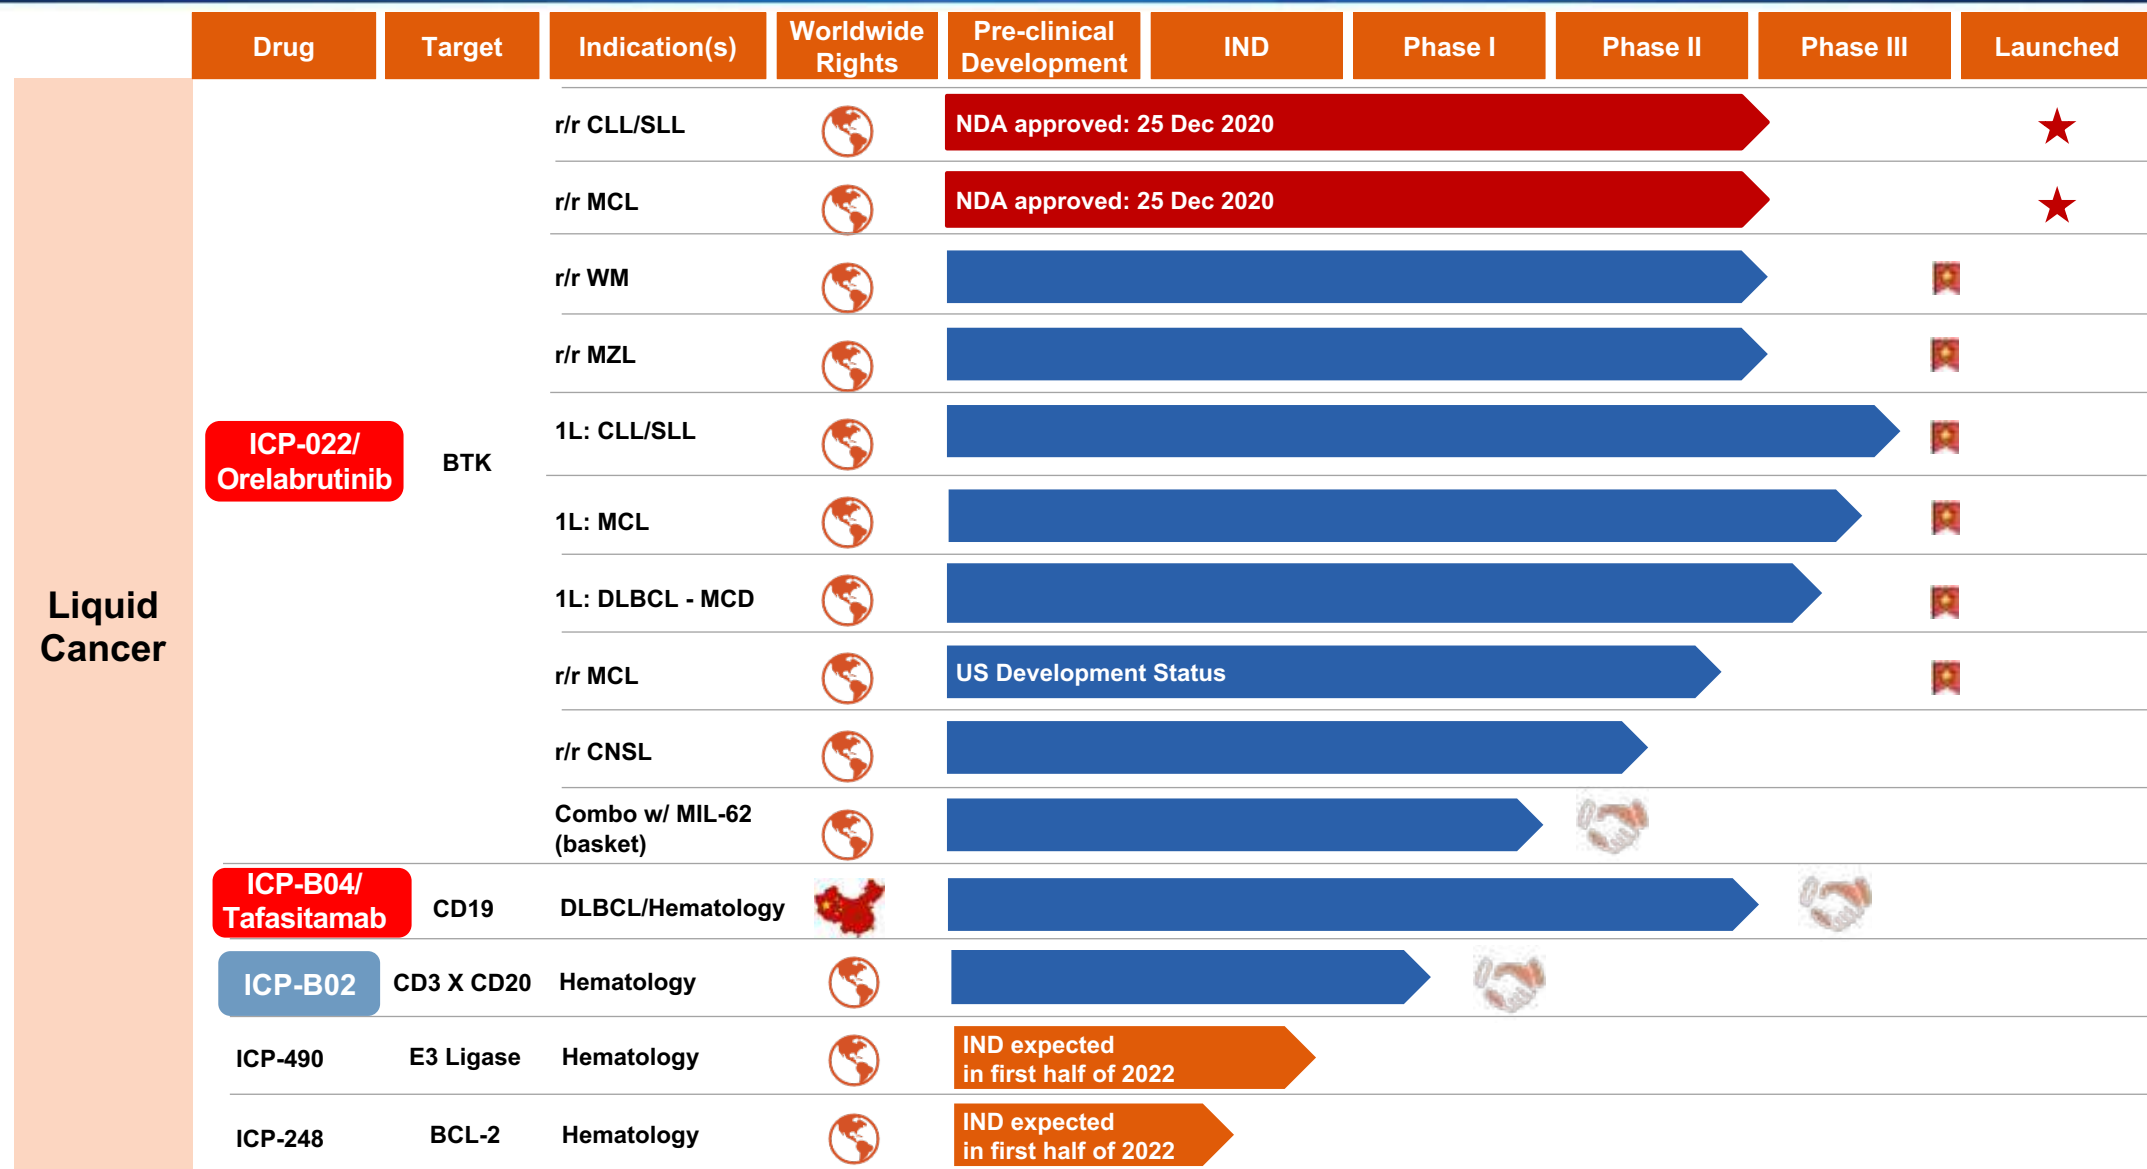 Drug
Target
Indication(s)
Worldwide
Rights
Pre-clinical
Development
IND
Phase I
Phase II
Phase III
Launched
Liquid
Cancer
ICP-022/
Orelabrutinib
BTK
r/r CLL/SLL
NDA approved: 25 Dec 2020
r/r MCL
NDA approved: 25 Dec 2020
r/r WM
r/r MZL
1L: CLL/SLL
1L: MCL
1L: DLBCL - MCD
r/r MCL
US Development Status
r/r CNSL
Combo w/ MIL-62
(basket)
ICP-B04/
Tafasitamab
CD19
DLBCL/Hematology
ICP-B02
CD3 X CD20
Hematology
ICP-490
E3 Ligase
Hematology
IND expected
in first half of 2022
ICP-248
BCL-2
Hematology
IND expected
in first half of 2022